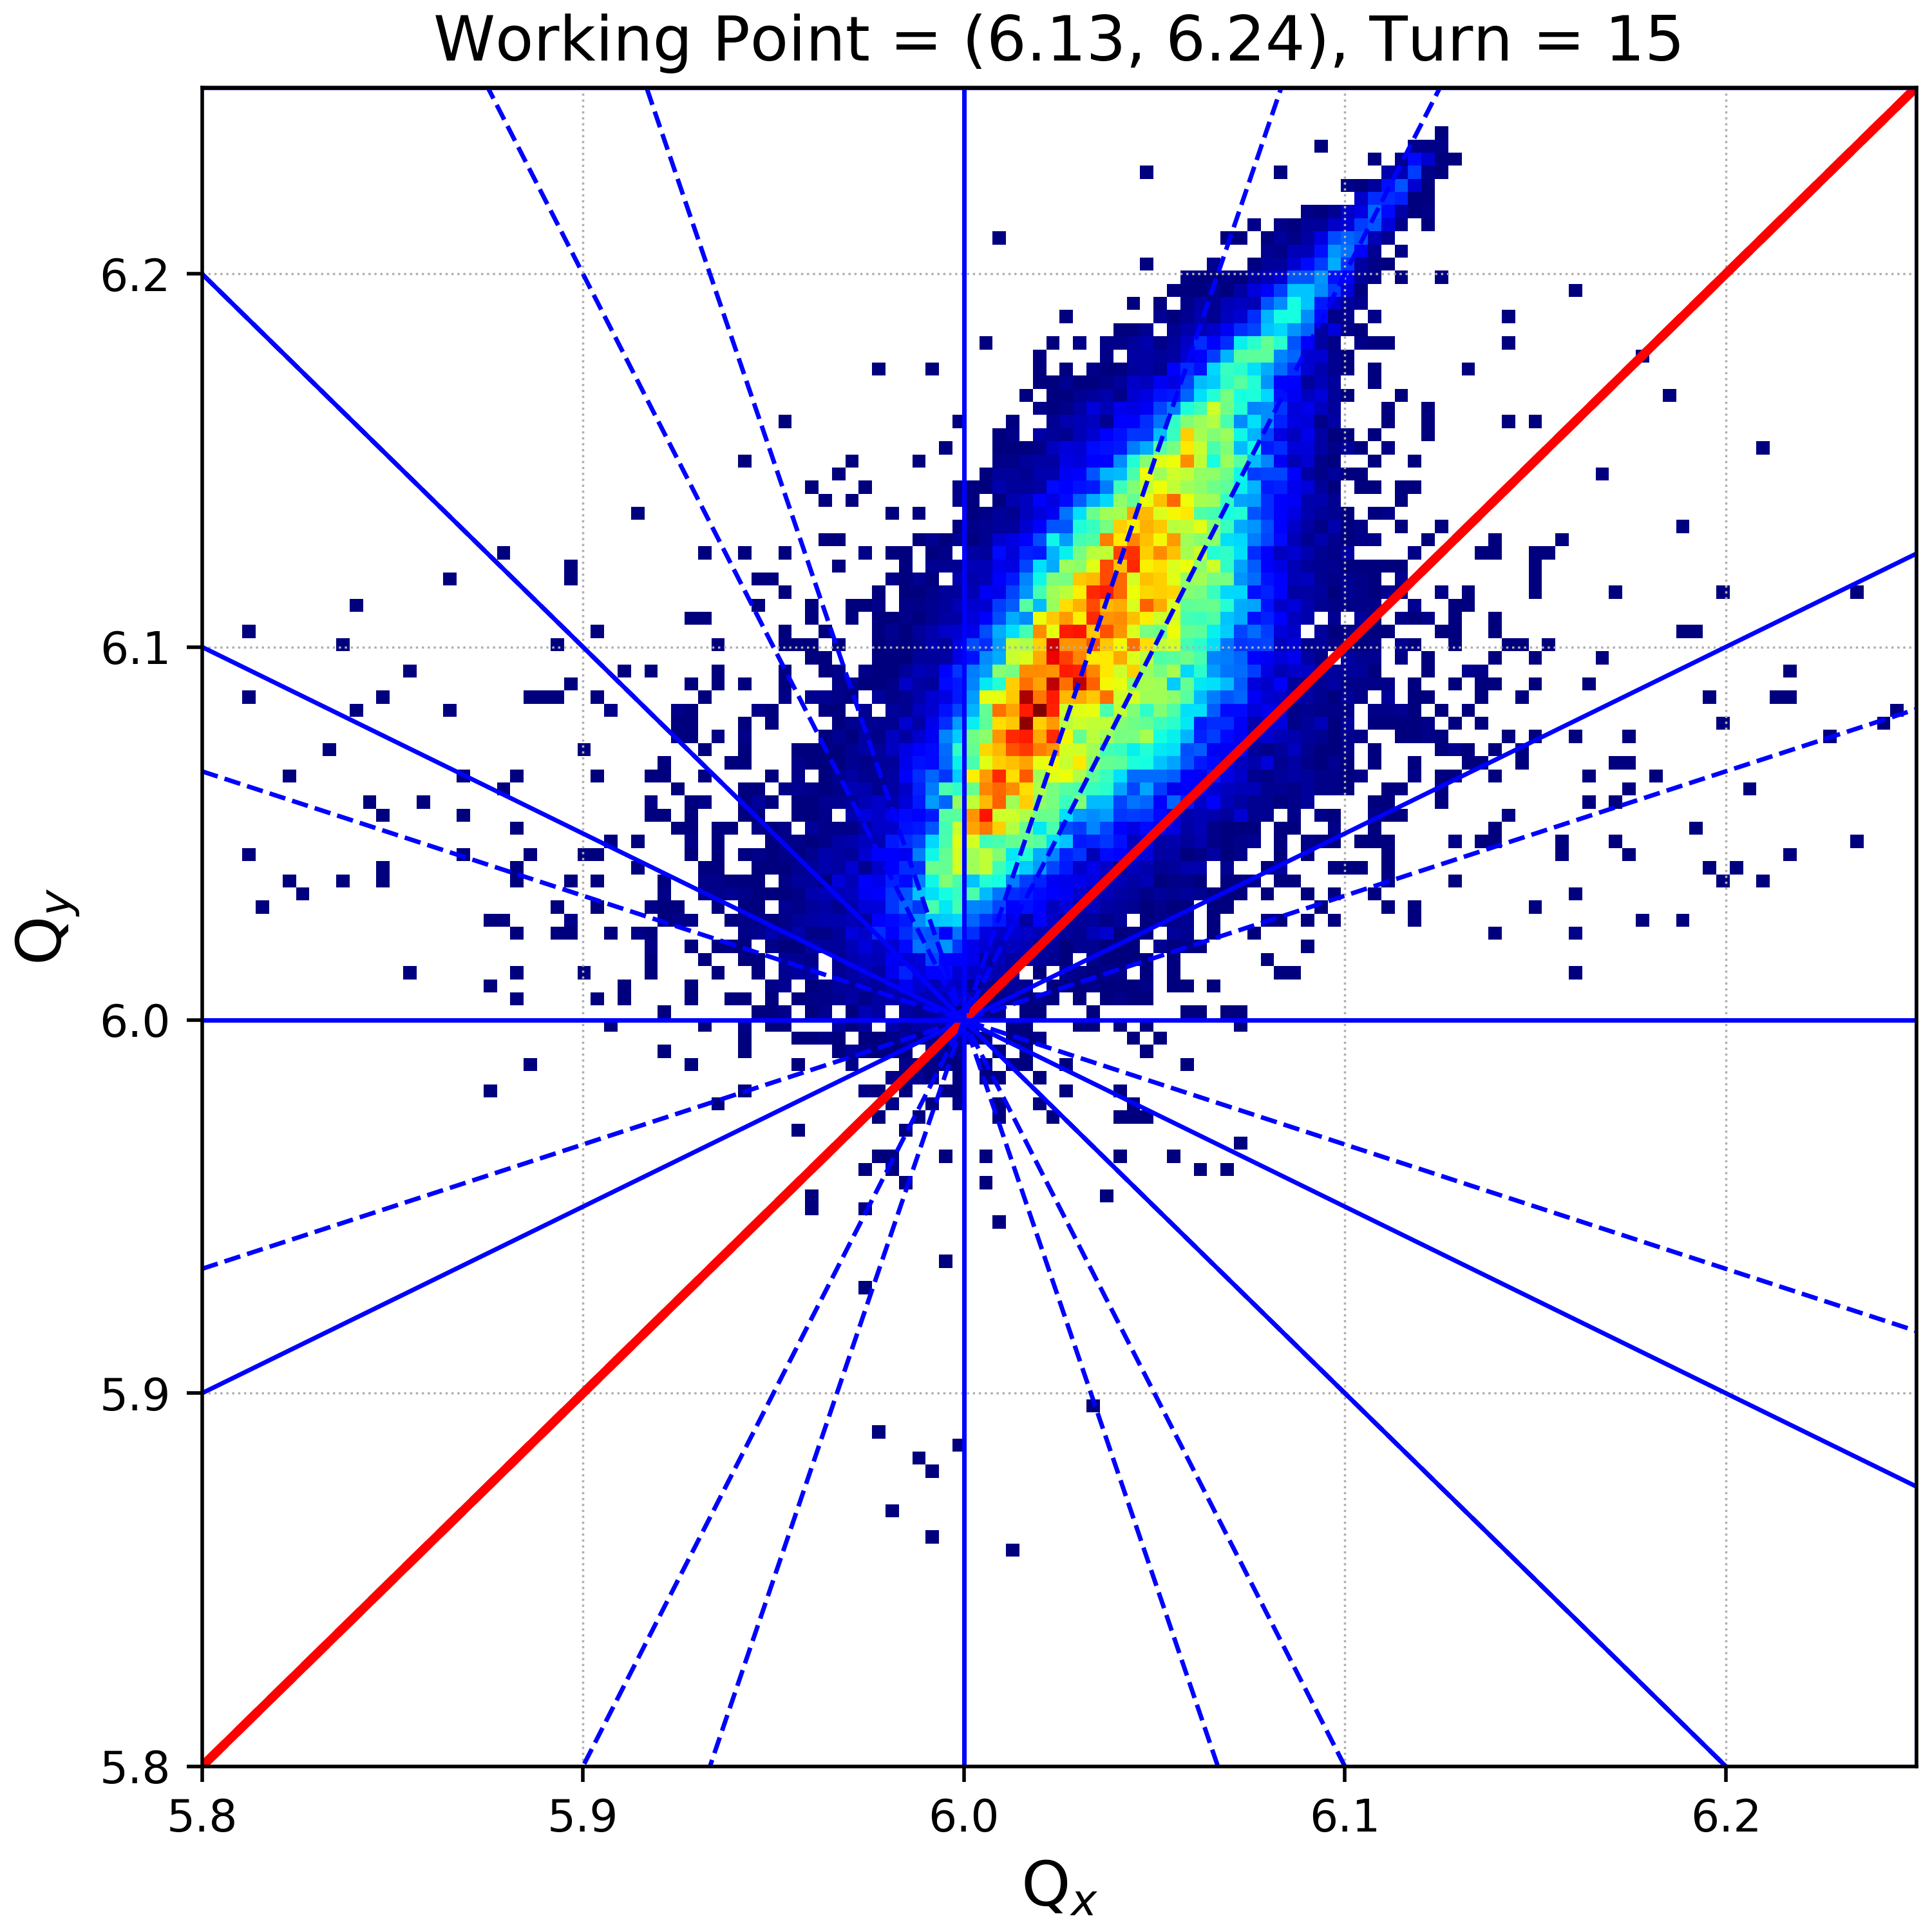 Working Point = (6.13, 6.24), Turn = 15
6.2
6.1
6.0
5.9
5.8
Qy
5.8 5.9 6.0 6.1 6.2
Qx